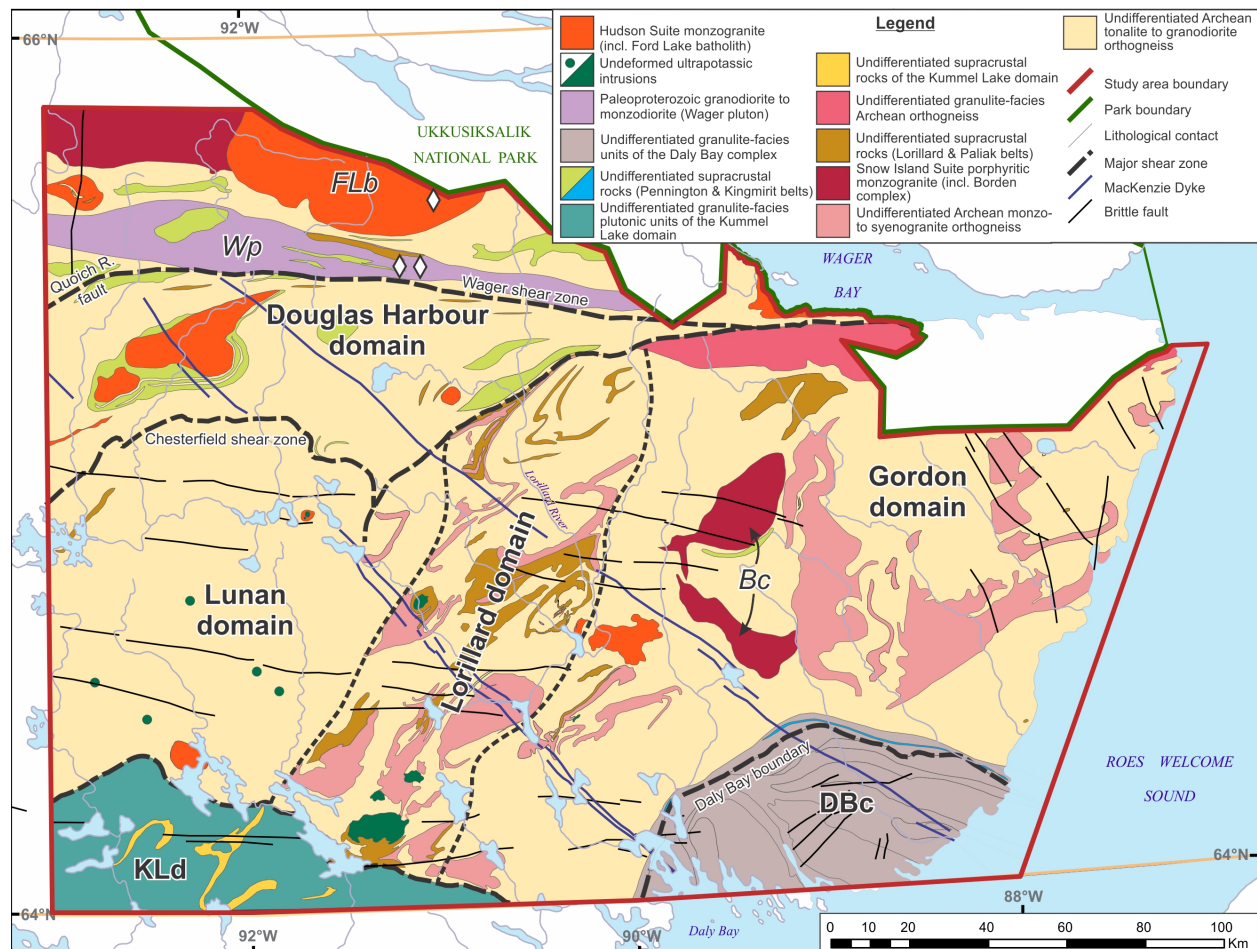 92°W
66°N
Legend
Hudson Suite monzogranite
(incl. Ford Lake batholith)
Undeformed ultrapotassic
intrusions
Paleoproterozoic granodiorite to
monzodiorite (Wager pluton)
Undifferentiated granulite-facies
units of the Daly Bay complex
Undifferentiated supracrustal
rocks (Pennington & Kingmirit belts)
Undifferentiated granulite-facies
plutonic units of the Kummel
Lake domain
Undifferentiated supracrustal
rocks of the Kummel Lake domain
Undifferentiated granulite-facies
Archean orthogneiss
Undifferentiated supracrustal
rocks (Lorillard & Paliak belts)
Snow Island Suite porphyritic
monzogranite (incl. Borden
complex)
Undifferentiated Archean monzo-
to syenogranite orthogneiss
Undifferentiated Archean
tonalite to granodiorite
orthogneiss
Study area boundary
Park boundary
Lithological contact
Major shear zone
MacKenzie Dyke
Brittle fault
UKKUSIKSALIK
NATIONAL PARK
FLb
Wp
Quoich R.
fault
Wager shear zone
WAGER
BAY
Douglas Harbour
domain
Chesterfield shear zone
Lorillard River
Gordon
domain
Lorillard domain
Bc
Lunan
domain
Daly Bay boundary
DBc
ROES WELCOME
SOUND
KLd
64°N
88°W
64°N
92°W
90°W
Daly Bay
0 10 20 40 60 80 100
Km